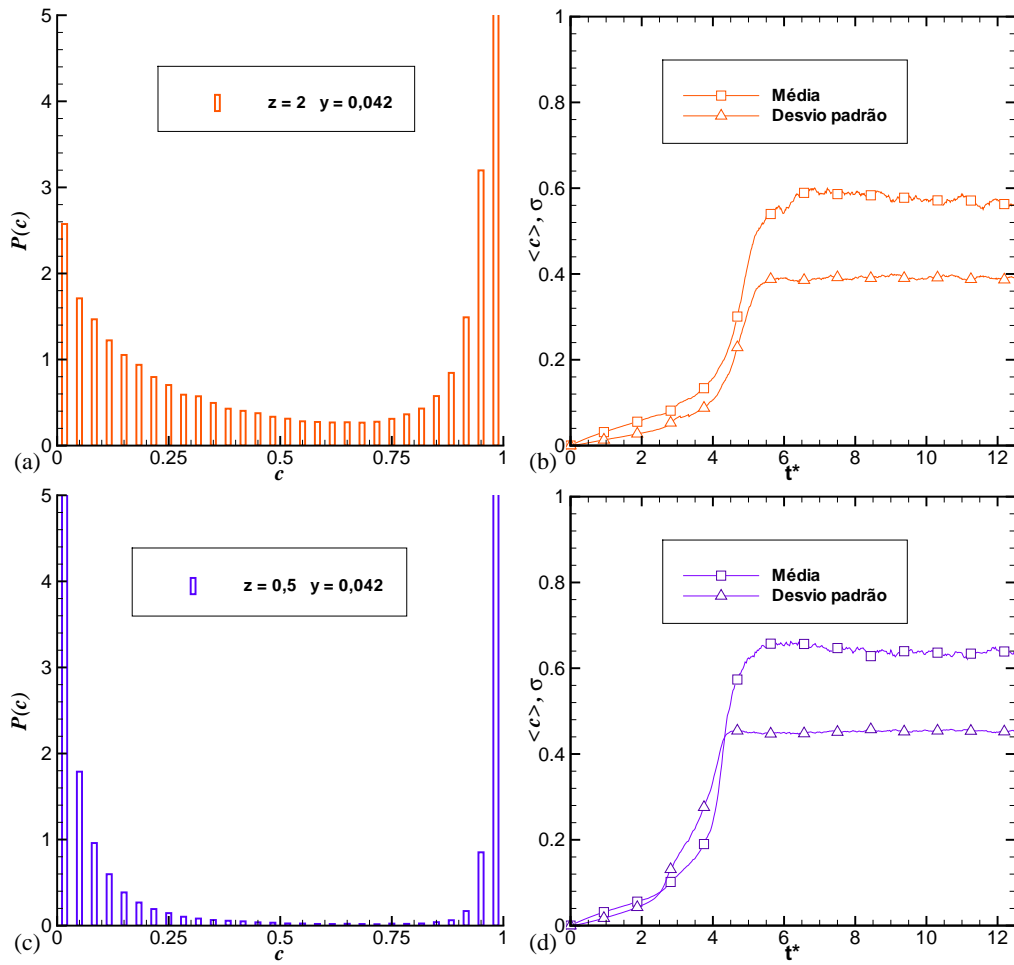 5
4
3
2
1
0
P(c)
z = 2 y = 0,042
(a)
0
0.25
0.5
0.75
1
c
1
0.8
0.6
0.4
0.2
0
<c>, σ
Média
Desvio padrão
(b)
0
2
4
6
8
10
12
t*
5
4
3
2
1
0
P(c)
z = 0,5 y = 0,042
(c)
0
0.25
0.5
0.75
1
c
1
0.8
0.6
0.4
0.2
0
<c>, σ
Média
Desvio padrão
(d)
0
2
4
6
8
10
12
t*